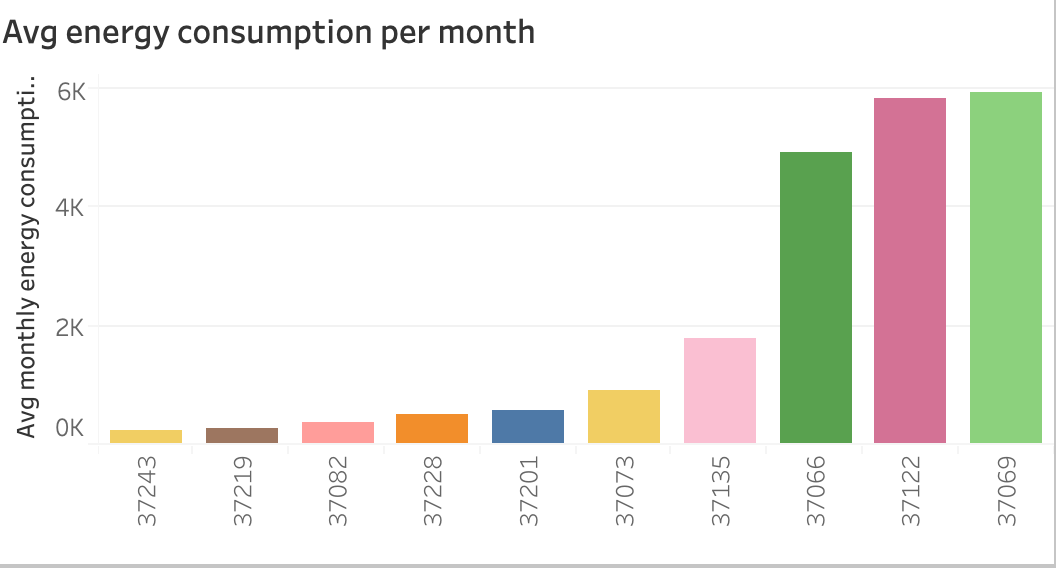 Avg energy consumption per month
Avg monthly energy consumpti..
6K
4K
2K
0K
37243
37219
37082
37228
37201
37073
37135
37066
37122
37069